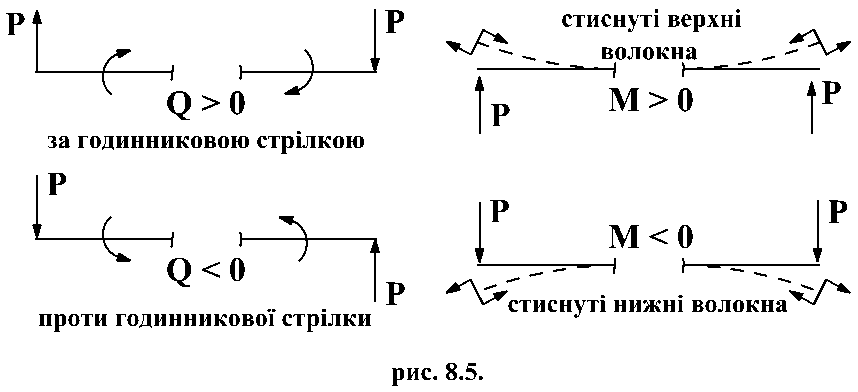 P
P
Q > 0
за годинниковою стрілкою
стиснуті верхні
волокна
P
M > 0
P
P
Q < 0
P
проти годинникової стрілки
P
M < 0
P
стиснуті нижні волокна
рис. 8.5.